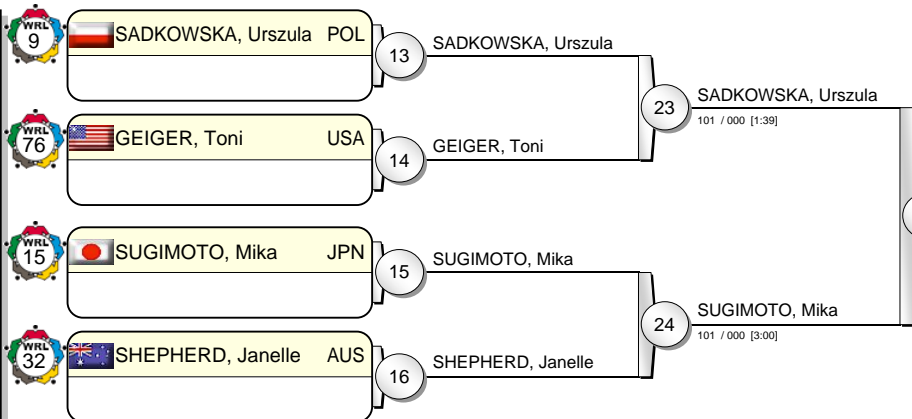 WRL
9
SADKOWSKA, Urszula POL
13
SADKOWSKA, Urszula
WRL
76
GEIGER, Toni USA
14
GEIGER, Toni
23
SADKOWSKA, Urszula
101 / 000 [1:39]
WRL
15
SUGIMOTO, Mika JPN
15
SUGIMOTO, Mika
WRL
32
SHEPHERD, Janelle AUS
16
SHEPHERD, Janelle
24
SUGIMOTO, Mika
101 / 000 [3:00]